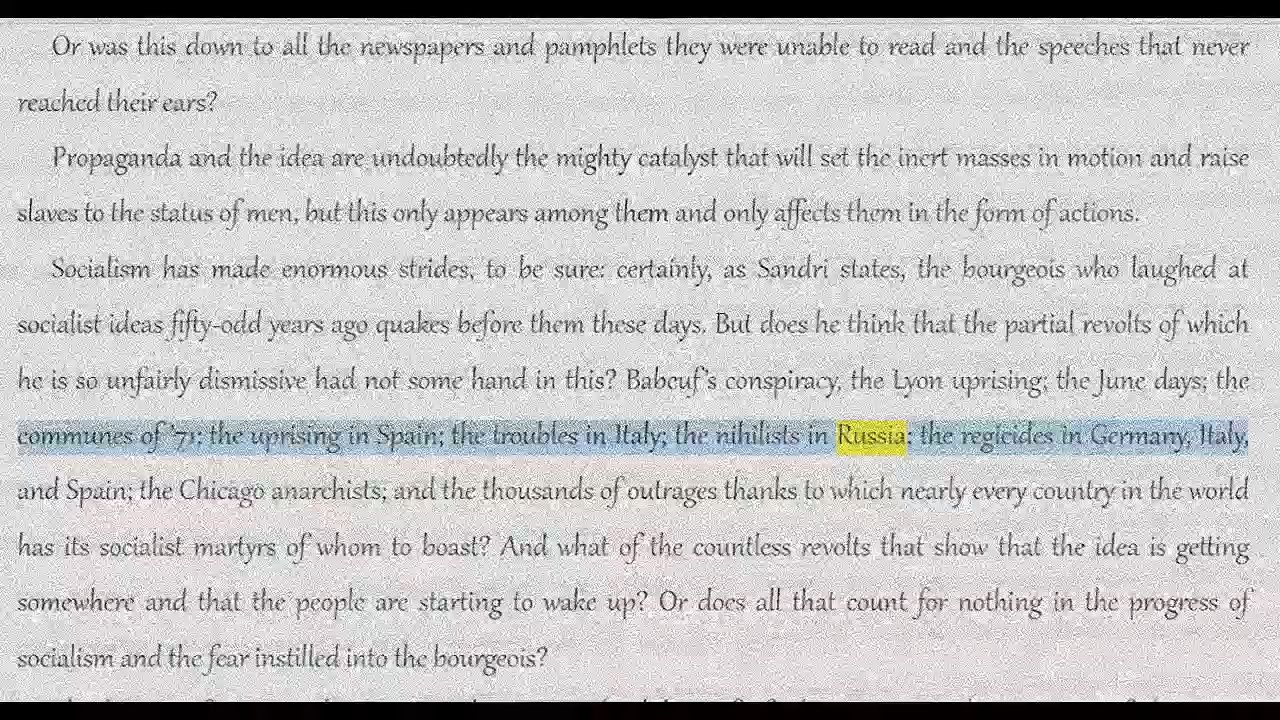 Or was this down to all the newspapers and pamphlets they were unable to read and the speeches that never
reached their ears?
Propaganda and the idea are undoubtedly the mighty catalyst that will set the inert masses in motion and raise
slaves to the status of men, but this only appears among them and only affects them in the form of actions.
Socialism has made enormous strides, to be sure: certainly, as Sandri states, the bourgeois who laughed at
socialist ideas fifty-odd years ago quakes before them these days. But does he think that the partial revolts of which
he is so unfairly dismissive had not some hand in this? Babeuf's conspiracy, the Lyon uprising; the June days; the
communes of '71; the uprising in Spain; the troubles in Italy; the nihilists in Russia; the regicides in Germany, Italy,
and Spain; the Chicago anarchists; and the thousands of outrages thanks to which nearly every country in the world
has its socialist martyrs of whom to boast? And what of the countless revolts that show that the idea is getting
somewhere and that the people are starting to wake up? Or does all that count for nothing in the progress of
socialism and the fear instilled into the bourgeois?